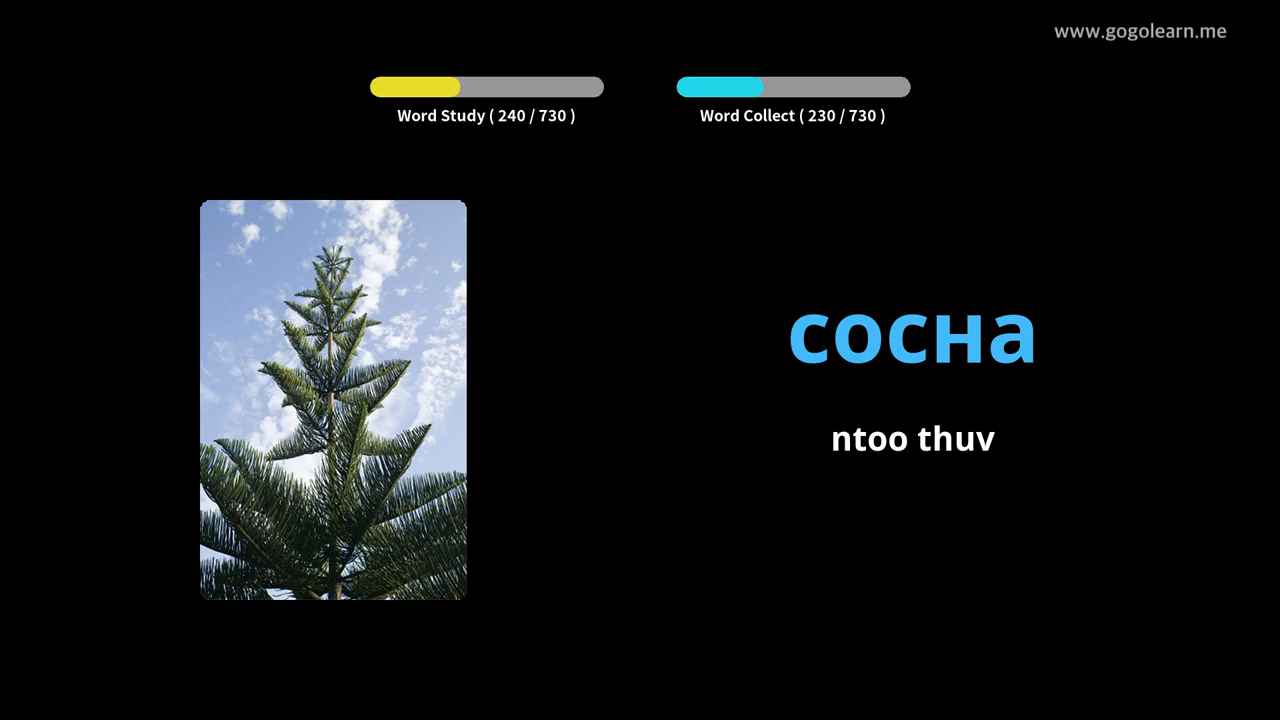 www.gogolearn.me
Word Study ( 240 / 730 )
Word Collect ( 230 / 730 )
сосна
ntoo thuv